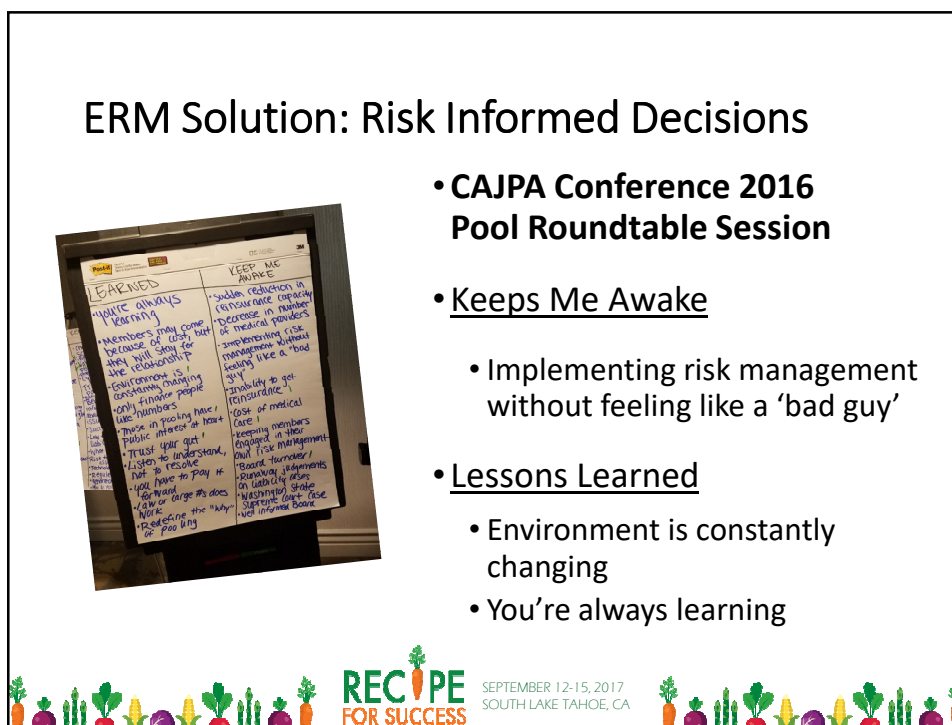 ERM Solution: Risk Informed Decisions
Post-it
3M
LEARNED
• you're always
learning
• Members may come
because of cost, but
they will stay for
the relationship
• Environment is
constantly changing
• only finance people
like numbers
• Those in pooling have
public interest at heart
• Trust your gut!
• Listen to understand,
not to resolve
• you have to pay it
forward
• Law of large #s does
work
• Redefine the "why"
of pooling
KEEP ME
AWAKE
• sudden reduction in
reinsurance capacity
• Decrease in number
of medical providers
• Implementing risk
management without
feeling like a "bad
guy"
• Inability to get
reinsurance
• Cost of medical
care!
• Keeping members
engaged in their
own risk management
• Board turnover!
• Runaway judgements
on liability cases
• Washington State
Supreme Court case
• Well informed Board
• CAJPA Conference 2016
Pool Roundtable Session
• Keeps Me Awake
• Implementing risk management
without feeling like a ‘bad guy’
• Lessons Learned
• Environment is constantly
changing
• You’re always learning
RECIPE
FOR SUCCESS
SEPTEMBER 12-15, 2017
SOUTH LAKE TAHOE, CA